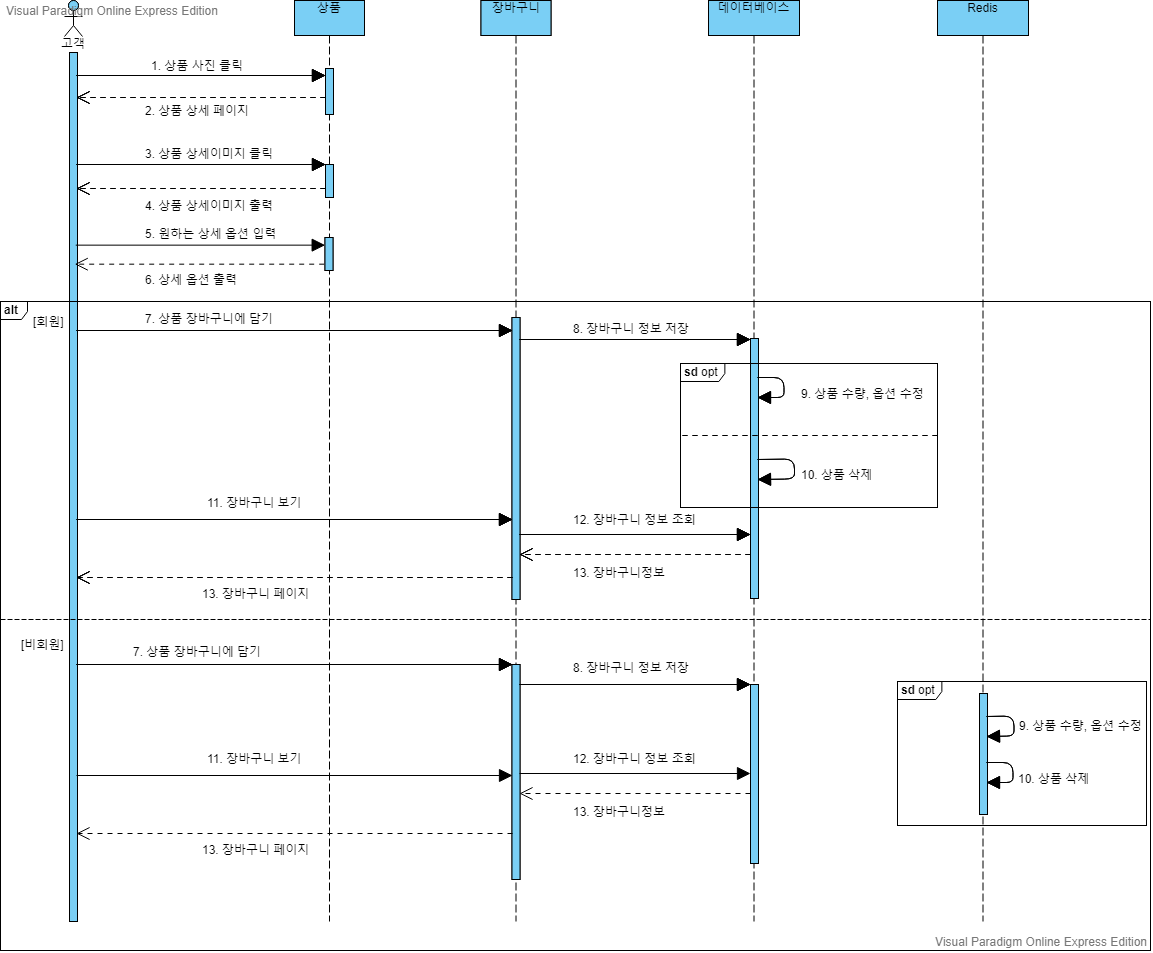 Visual Paradigm Online Express Edition
고객
상품
장바구니
데이터베이스
Redis
1. 상품 사진 클릭
2. 상품 상세 페이지
3. 상품 상세이미지 클릭
4. 상품 상세이미지 출력
5. 원하는 상세 옵션 입력
6. 상세 옵션 출력
alt
[회원]
7. 상품 장바구니에 담기
8. 장바구니 정보 저장
sd opt
9. 상품 수량, 옵션 수정
10. 상품 삭제
11. 장바구니 보기
12. 장바구니 정보 조회
13. 장바구니정보
13. 장바구니 페이지
[비회원]
7. 상품 장바구니에 담기
8. 장바구니 정보 저장
sd opt
9. 상품 수량, 옵션 수정
10. 상품 삭제
11. 장바구니 보기
12. 장바구니 정보 조회
13. 장바구니정보
13. 장바구니 페이지
Visual Paradigm Online Express Edition